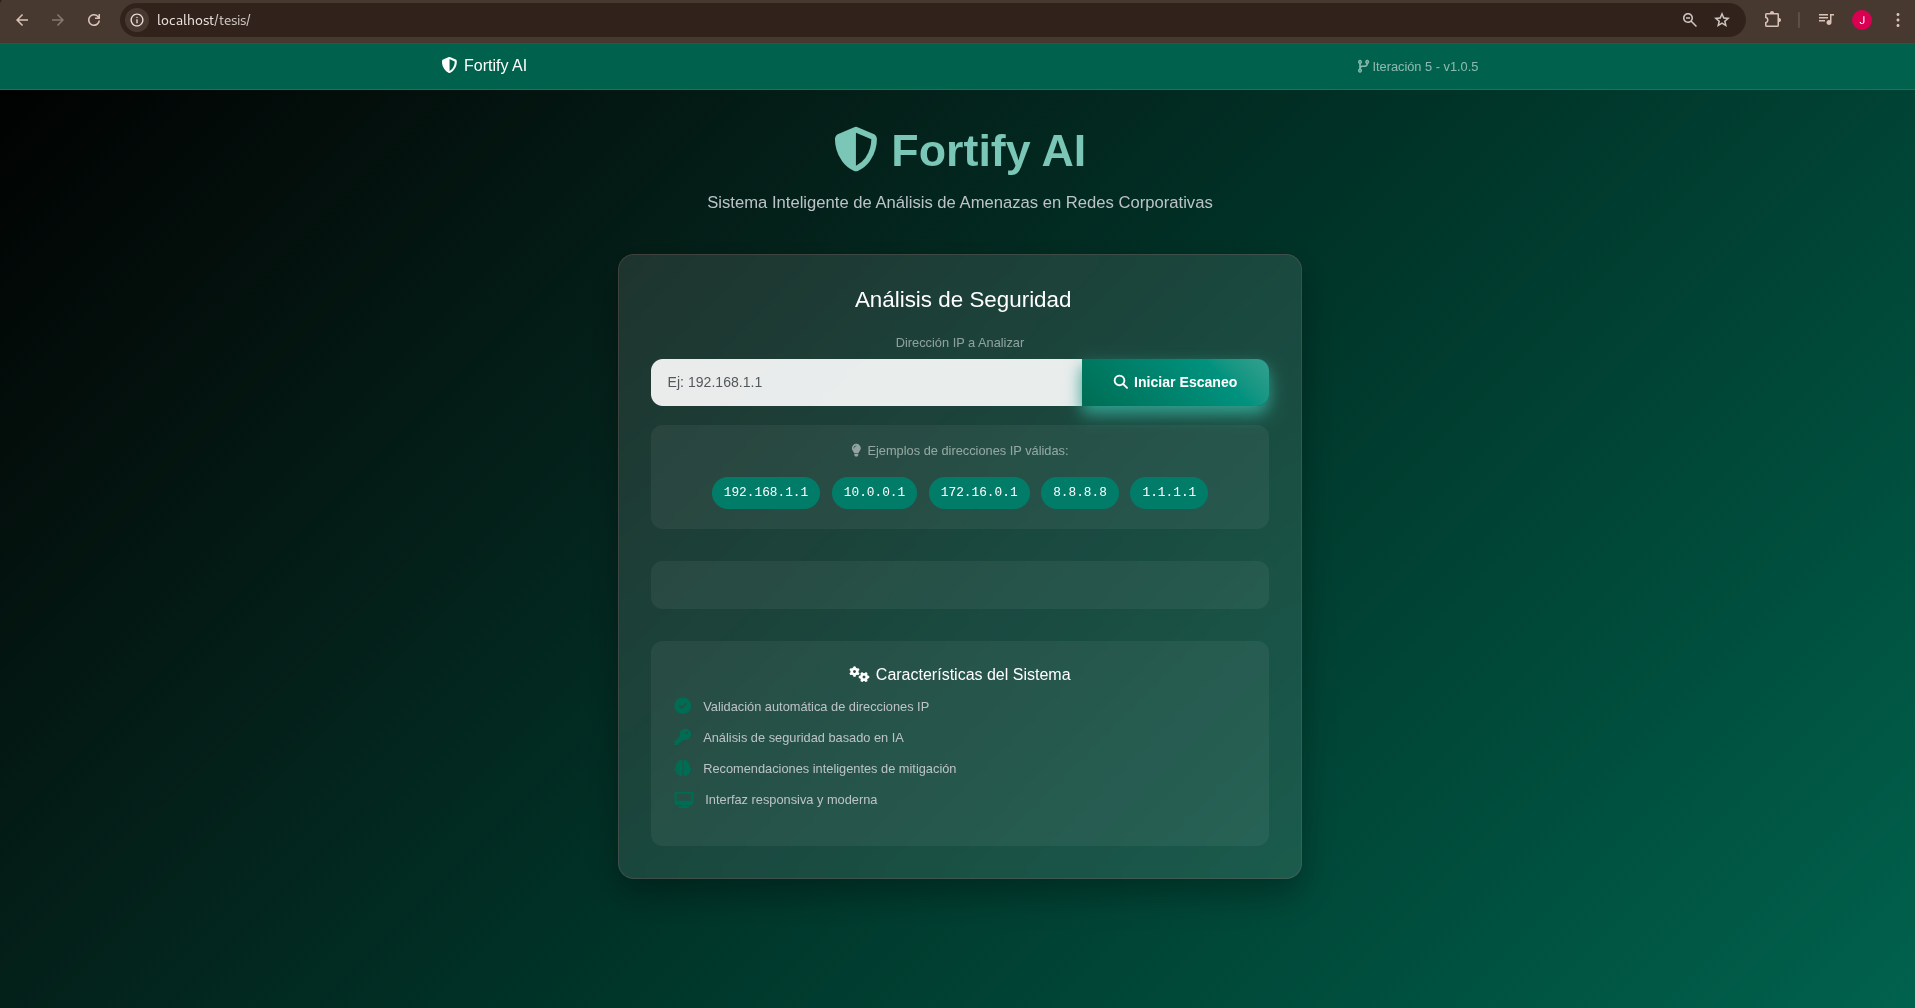 localhost/tesis/
J
Fortify AI
Iteración 5 - v1.0.5
Fortify AI
Sistema Inteligente de Análisis de Amenazas en Redes Corporativas
Análisis de Seguridad
Dirección IP a Analizar
Ej: 192.168.1.1
Iniciar Escaneo
Ejemplos de direcciones IP válidas:
192.168.1.1 10.0.0.1 172.16.0.1 8.8.8.8 1.1.1.1
Características del Sistema
Validación automática de direcciones IP
Análisis de seguridad basado en IA
Recomendaciones inteligentes de mitigación
Interfaz responsiva y moderna